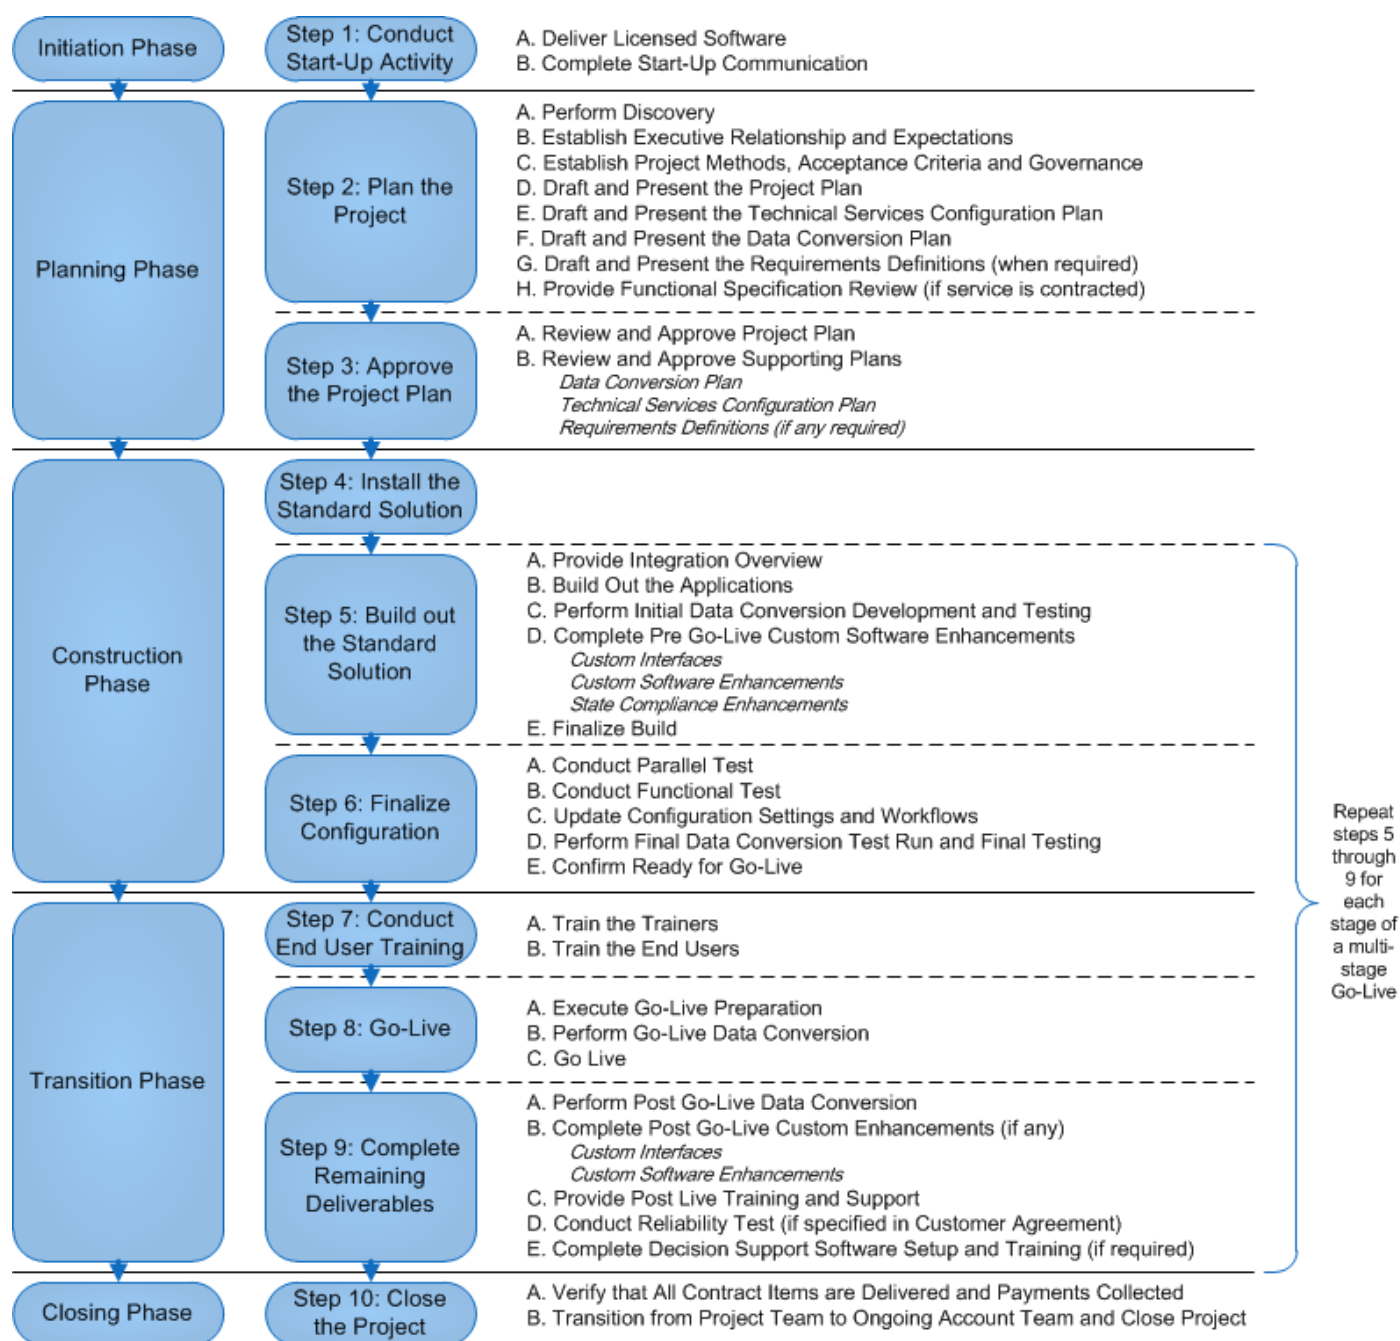 Initiation Phase
Step 1: Conduct
Start-Up Activity
A. Deliver Licensed Software
B. Complete Start-Up Communication
Planning Phase
Step 2: Plan the
Project
A. Perform Discovery
B. Establish Executive Relationship and Expectations
C. Establish Project Methods, Acceptance Criteria and Governance
D. Draft and Present the Project Plan
E. Draft and Present the Technical Services Configuration Plan
F. Draft and Present the Data Conversion Plan
G. Draft and Present the Requirements Definitions (when required)
H. Provide Functional Specification Review (if service is contracted)
Step 3: Approve
the Project Plan
A. Review and Approve Project Plan
B. Review and Approve Supporting Plans
Data Conversion Plan
Technical Services Configuration Plan
Requirements Definitions (if any required)
Construction
Phase
Step 4: Install the
Standard Solution
Step 5: Build out
the Standard
Solution
A. Provide Integration Overview
B. Build Out the Applications
C. Perform Initial Data Conversion Development and Testing
D. Complete Pre Go-Live Custom Software Enhancements
Custom Interfaces
Custom Software Enhancements
State Compliance Enhancements
E. Finalize Build
Step 6: Finalize
Configuration
A. Conduct Parallel Test
B. Conduct Functional Test
C. Update Configuration Settings and Workflows
D. Perform Final Data Conversion Test Run and Final Testing
E. Confirm Ready for Go-Live
Transition Phase
Step 7: Conduct
End User Training
A. Train the Trainers
B. Train the End Users
Step 8: Go-Live
A. Execute Go-Live Preparation
B. Perform Go-Live Data Conversion
C. Go Live
Step 9: Complete
Remaining
Deliverables
A. Perform Post Go-Live Data Conversion
B. Complete Post Go-Live Custom Enhancements (if any)
Custom Interfaces
Custom Software Enhancements
C. Provide Post Live Training and Support
D. Conduct Reliability Test (if specified in Customer Agreement)
E. Complete Decision Support Software Setup and Training (if required)
Repeat
steps 5
through
9 for
each
stage of
a multi-
stage
Go-Live
Closing Phase
Step 10: Close
the Project
A. Verify that All Contract Items are Delivered and Payments Collected
B. Transition from Project Team to Ongoing Account Team and Close Project